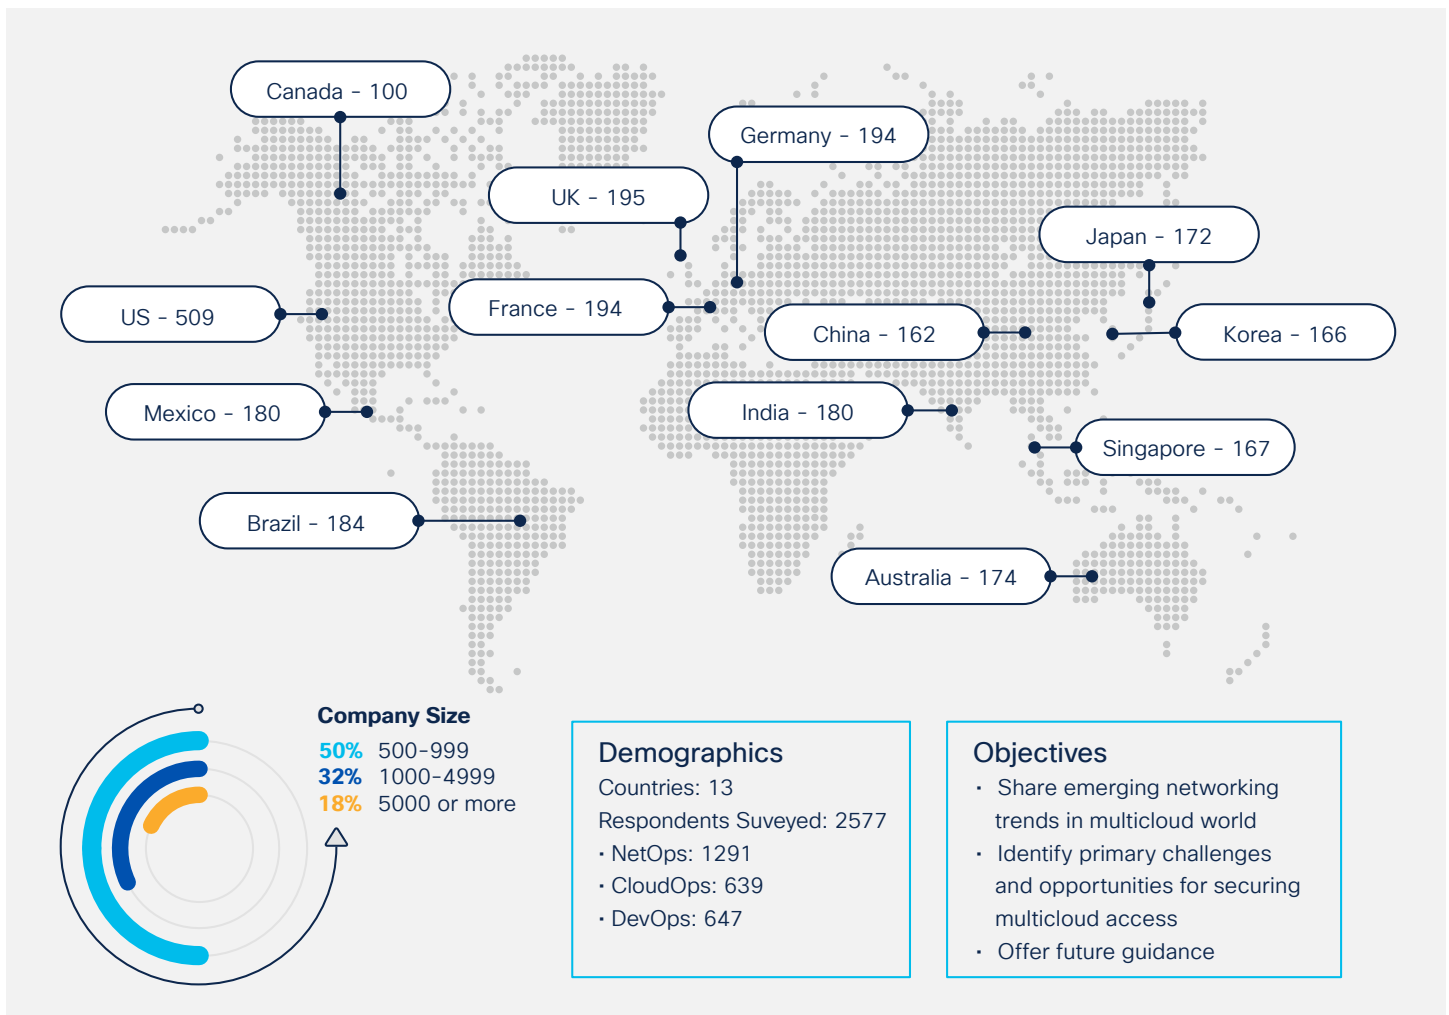 Canada - 100
Germany - 194
UK - 195
Japan - 172
US - 509
France - 194
China - 162
Korea - 166
Mexico - 180
India - 180
Singapore - 167
Brazil - 184
Australia - 174
Company Size
50% 500-999
32% 1000-4999
18% 5000 or more
Demographics
Countries: 13
Respondents Suveyed: 2577
· NetOps: 1291
· CloudOps: 639
· DevOps: 647
Objectives
· Share emerging networking
trends in multicloud world
· Identify primary challenges
and opportunities for securing
multicloud access
· Offer future guidance